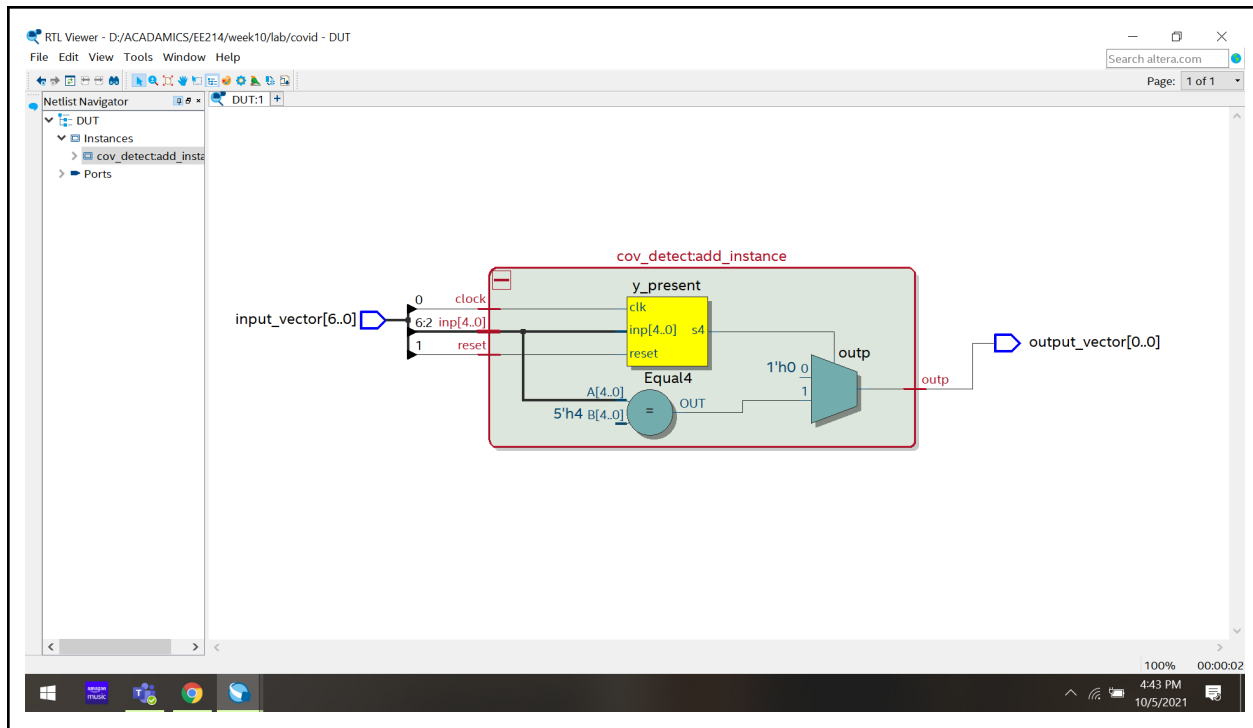 RTL Viewer - D:/ACADAMICS/EE214/week10/lab/covid - DUT
File Edit View Tools Window Help
Search altera.com
Page: 1 of 1
Netlist Navigator
DUT:1
DUT
Instances
cov_detect:add_insta
Ports
cov_detect:add_instance
y_present
input_vector[6..0]
0 clock
6:2 inp[4..0]
1 reset
clk
inp[4..0] s4
reset
Equal4
A[4..0]
5'h4 B[4..0]
=
OUT
outp
1'h0 0
1
outp
output_vector[0..0]
100% 00:00:02
amazon music
4:43 PM
10/5/2021